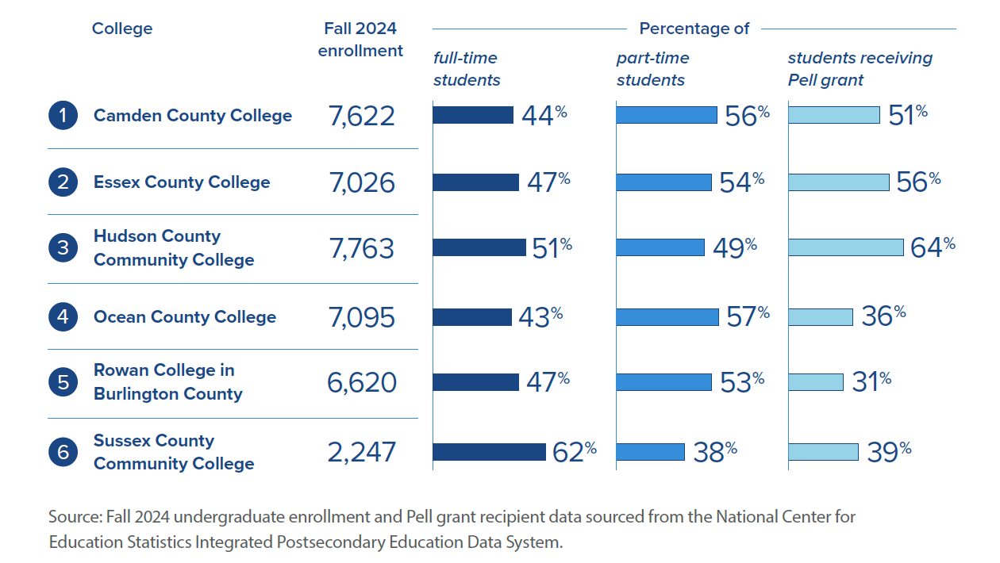 College
Fall 2024
enrollment
Percentage of
full-time
students
part-time
students
students receiving
Pell grant
1 Camden County College 7,622 44% 56% 51%
2 Essex County College 7,026 47% 54% 56%
3 Hudson County
Community College 7,763 51% 49% 64%
4 Ocean County College 7,095 43% 57% 36%
5 Rowan College in
Burlington County 6,620 47% 53% 31%
6 Sussex County
Community College 2,247 62% 38% 39%
Source: Fall 2024 undergraduate enrollment and Pell grant recipient data sourced from the National Center for
Education Statistics Integrated Postsecondary Education Data System.